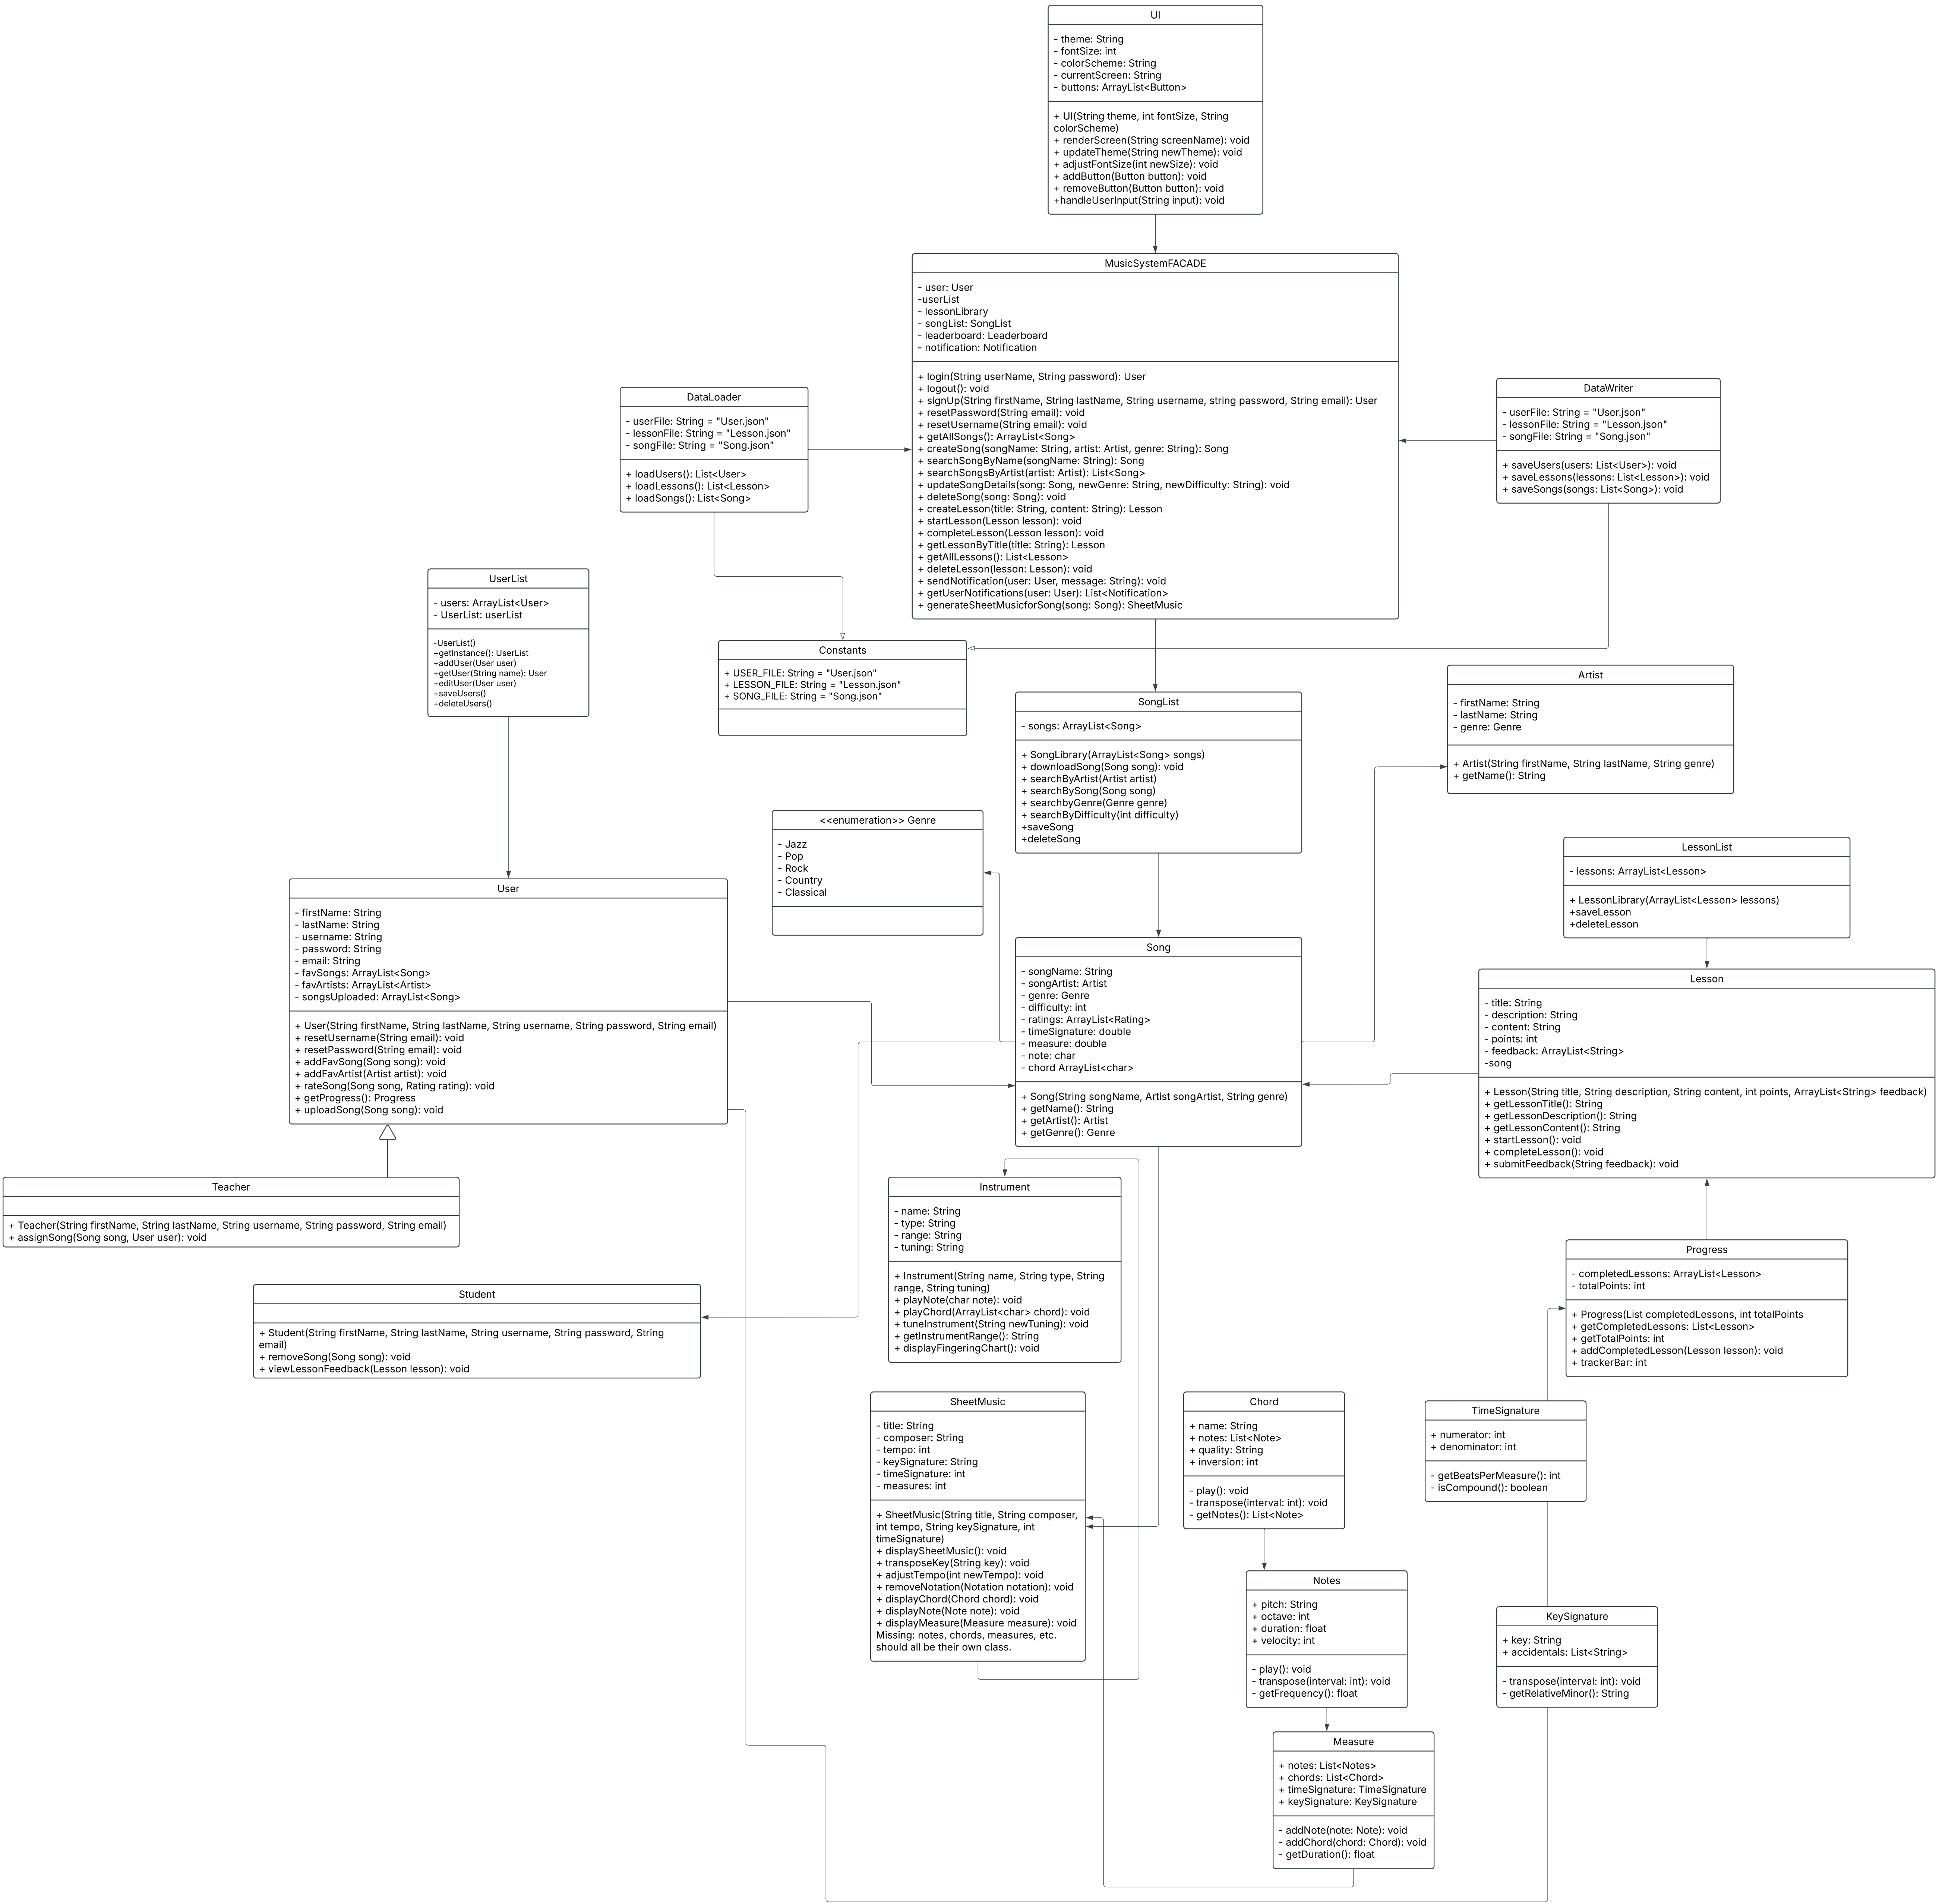 UI
- theme: String
- fontSize: int
- colorScheme: String
- currentScreen: String
- buttons: ArrayList<Button>
+ UI(String theme, int fontSize, String
colorScheme)
+ renderScreen(String screenName): void
+ updateTheme(String newTheme): void
+ adjustFontSize(int newSize): void
+ addButton(Button button): void
+ removeButton(Button button): void
+handleUserInput(String input): void
MusicSystemFACADE
- user: User
-userList
- lessonLibrary
- songList: SongList
- leaderboard: Leaderboard
- notification: Notification
+ login(String userName, String password): User
+ logout(): void
+ signUp(String firstName, String lastName, String username, string password, String email): User
+ resetPassword(String email): void
+ resetUsername(String email): void
+ getAllSongs(): ArrayList<Song>
+ createSong(songName: String, artist: Artist, genre: String): Song
+ searchSongByName(songName: String): Song
+ searchSongsByArtist(artist: Artist): List<Song>
+ updateSongDetails(song: Song, newGenre: String, newDifficulty: String): void
+ deleteSong(song: Song): void
+ createLesson(title: String, content: String): Lesson
+ startLesson(Lesson lesson): void
+ completeLesson(Lesson lesson): void
+ getLessonByTitle(title: String): Lesson
+ getAllLessons(): List<Lesson>
+ deleteLesson(lesson: Lesson): void
+ sendNotification(user: User, message: String): void
+ getUserNotifications(user: User): List<Notification>
+ generateSheetMusicforSong(song: Song): SheetMusic
DataLoader
- userFile: String = "User.json"
- lessonFile: String = "Lesson.json"
- songFile: String = "Song.json"
+ loadUsers(): List<User>
+ loadLessons(): List<Lesson>
+ loadSongs(): List<Song>
DataWriter
- userFile: String = "User.json"
- lessonFile: String = "Lesson.json"
- songFile: String = "Song.json"
+ saveUsers(users: List<User>): void
+ saveLessons(lessons: List<Lesson>): void
+ saveSongs(songs: List<Song>): void
UserList
- users: ArrayList<User>
- UserList: userList
-UserList()
+getInstance(): UserList
+addUser(User user)
+getUser(String name): User
+editUser(User user)
+saveUsers()
+deleteUsers()
Constants
+ USER_FILE: String = "User.json"
+ LESSON_FILE: String = "Lesson.json"
+ SONG_FILE: String = "Song.json"
SongList
- songs: ArrayList<Song>
+ SongLibrary(ArrayList<Song> songs)
+ downloadSong(Song song): void
+ searchByArtist(Artist artist)
+ searchBySong(Song song)
+ searchbyGenre(Genre genre)
+ searchByDifficulty(int difficulty)
+saveSong
+deleteSong
Artist
- firstName: String
- lastName: String
- genre: Genre
+ Artist(String firstName, String lastName, String genre)
+ getName(): String
<<enumeration>> Genre
- Jazz
- Pop
- Rock
- Country
- Classical
LessonList
- lessons: ArrayList<Lesson>
+ LessonLibrary(ArrayList<Lesson> lessons)
+saveLesson
+deleteLesson
User
- firstName: String
- lastName: String
- username: String
- password: String
- email: String
- favSongs: ArrayList<Song>
- favArtists: ArrayList<Artist>
- songsUploaded: ArrayList<Song>
+ User(String firstName, String lastName, String username, String password, String email)
+ resetUsername(String email): void
+ resetPassword(String email): void
+ addFavSong(Song song): void
+ addFavArtist(Artist artist): void
+ rateSong(Song song, Rating rating): void
+ getProgress(): Progress
+ uploadSong(Song song): void
Song
- songName: String
- songArtist: Artist
- genre: Genre
- difficulty: int
- ratings: ArrayList<Rating>
- timeSignature: double
- measure: double
- note: char
- chord ArrayList<char>
+ Song(String songName, Artist songArtist, String genre)
+ getName(): String
+ getArtist(): Artist
+ getGenre(): Genre
Lesson
- title: String
- description: String
- content: String
- points: int
- feedback: ArrayList<String>
-song
+ Lesson(String title, String description, String content, int points, ArrayList<String> feedback)
+ getLessonTitle(): String
+ getLessonDescription(): String
+ getLessonContent(): String
+ startLesson(): void
+ completeLesson(): void
+ submitFeedback(String feedback): void
Teacher
+ Teacher(String firstName, String lastName, String username, String password, String email)
+ assignSong(Song song, User user): void
Student
+ Student(String firstName, String lastName, String username, String password, String
email)
+ removeSong(Song song): void
+ viewLessonFeedback(Lesson lesson): void
Instrument
- name: String
- type: String
- range: String
- tuning: String
+ Instrument(String name, String type, String
range, String tuning)
+ playNote(char note): void
+ playChord(ArrayList<char> chord): void
+ tuneInstrument(String newTuning): void
+ getInstrumentRange(): String
+ displayFingeringChart(): void
Progress
- completedLessons: ArrayList<Lesson>
- totalPoints: int
+ Progress(List completedLessons, int totalPoints
+ getCompletedLessons: List<Lesson>
+ getTotalPoints: int
+ addCompletedLesson(Lesson lesson): void
+ trackerBar: int
SheetMusic
- title: String
- composer: String
- tempo: int
- keySignature: String
- timeSignature: int
- measures: int
+ SheetMusic(String title, String composer,
int tempo, String keySignature, int
timeSignature)
+ displaySheetMusic(): void
+ transposeKey(String key): void
+ adjustTempo(int newTempo): void
+ removeNotation(Notation notation): void
+ displayChord(Chord chord): void
+ displayNote(Note note): void
+ displayMeasure(Measure measure): void
Missing: notes, chords, measures, etc.
should all be their own class.
Chord
+ name: String
+ notes: List<Note>
+ quality: String
+ inversion: int
- play(): void
- transpose(interval: int): void
- getNotes(): List<Note>
TimeSignature
+ numerator: int
+ denominator: int
- getBeatsPerMeasure(): int
- isCompound(): boolean
Notes
+ pitch: String
+ octave: int
+ duration: float
+ velocity: int
- play(): void
- transpose(interval: int): void
- getFrequency(): float
KeySignature
+ key: String
+ accidentals: List<String>
- transpose(interval: int): void
- getRelativeMinor(): String
Measure
+ notes: List<Notes>
+ chords: List<Chord>
+ timeSignature: TimeSignature
+ keySignature: KeySignature
- addNote(note: Note): void
- addChord(chord: Chord): void
- getDuration(): float